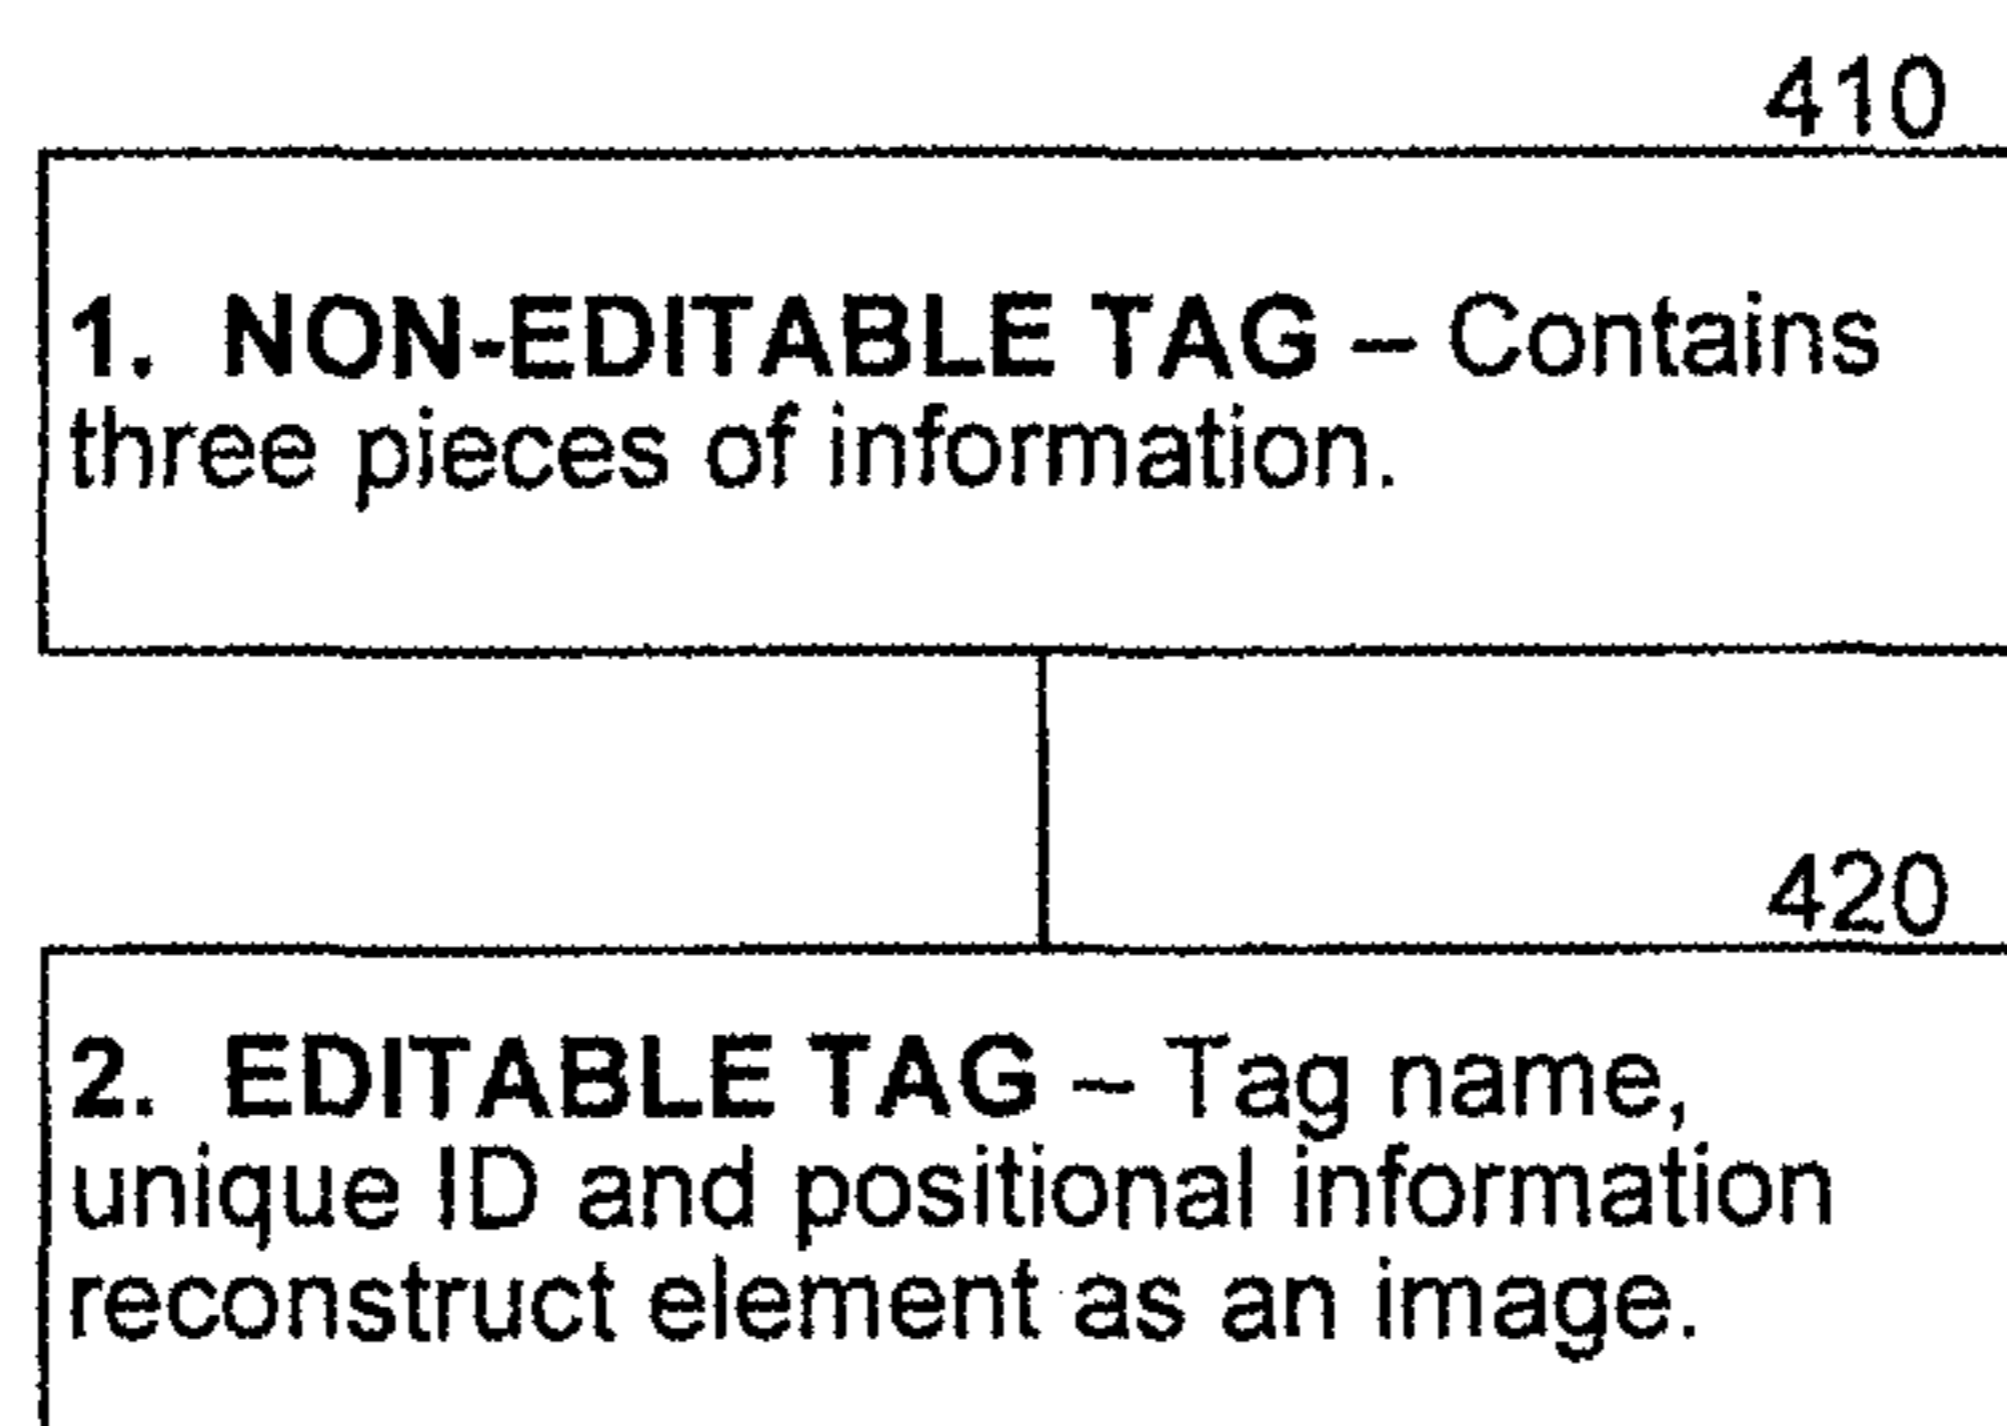 410
1. NON-EDITABLE TAG – Contains
three pieces of information.
420
2. EDITABLE TAG – Tag name,
unique ID and positional information
reconstruct element as an image.